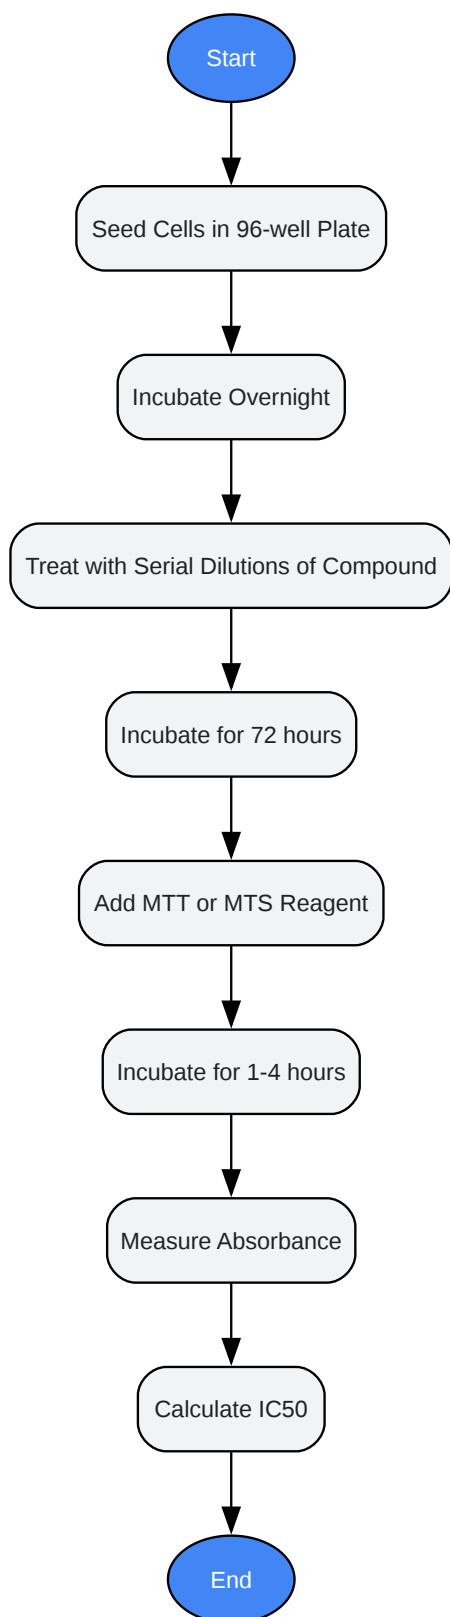 Start
Seed Cells in 96-well Plate
Incubate Overnight
Treat with Serial Dilutions of Compound
Incubate for 72 hours
Add MTT or MTS Reagent
Incubate for 1-4 hours
Measure Absorbance
Calculate IC50
End